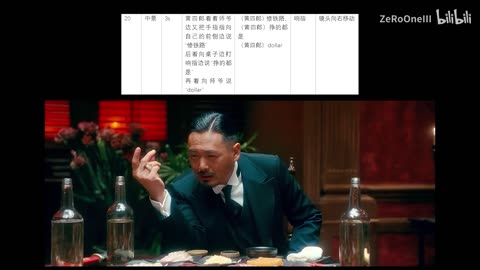 ZeRoOneIII bilibili
20 中景 3s 黄四郎看着师爷 (黄四郎)修铁路, 响指 镜头向右移动
边又把手指指向 (黄四郎)挣的都
自己的前侧边说 是
“修铁路” (黄四郎)dollar
后看向桌子边打
响指边说“挣的都
是”
再看向师爷说
“dollar”